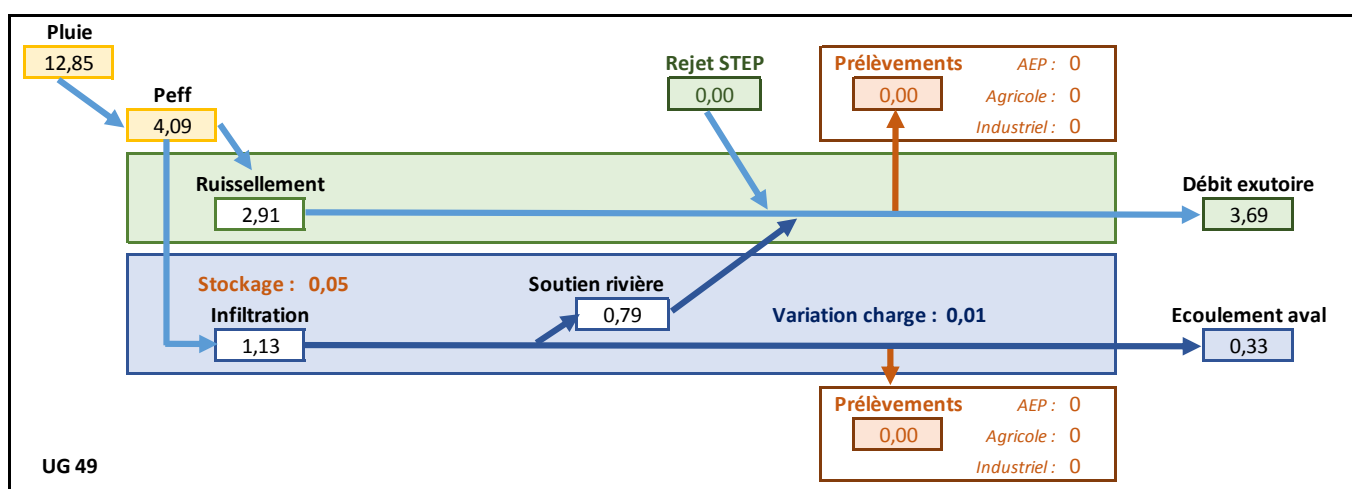 Pluie
12,85
Peff
4,09
Rejet STEP
0,00
Prélèvements
0,00
AEP : 0
Agricole : 0
Industriel : 0
Ruissellement
2,91
Débit exutoire
3,69
Stockage : 0,05
Infiltration
1,13
Soutien rivière
0,79
Variation charge : 0,01
Ecoulement aval
0,33
Prélèvements
0,00
AEP : 0
Agricole : 0
Industriel : 0
UG 49